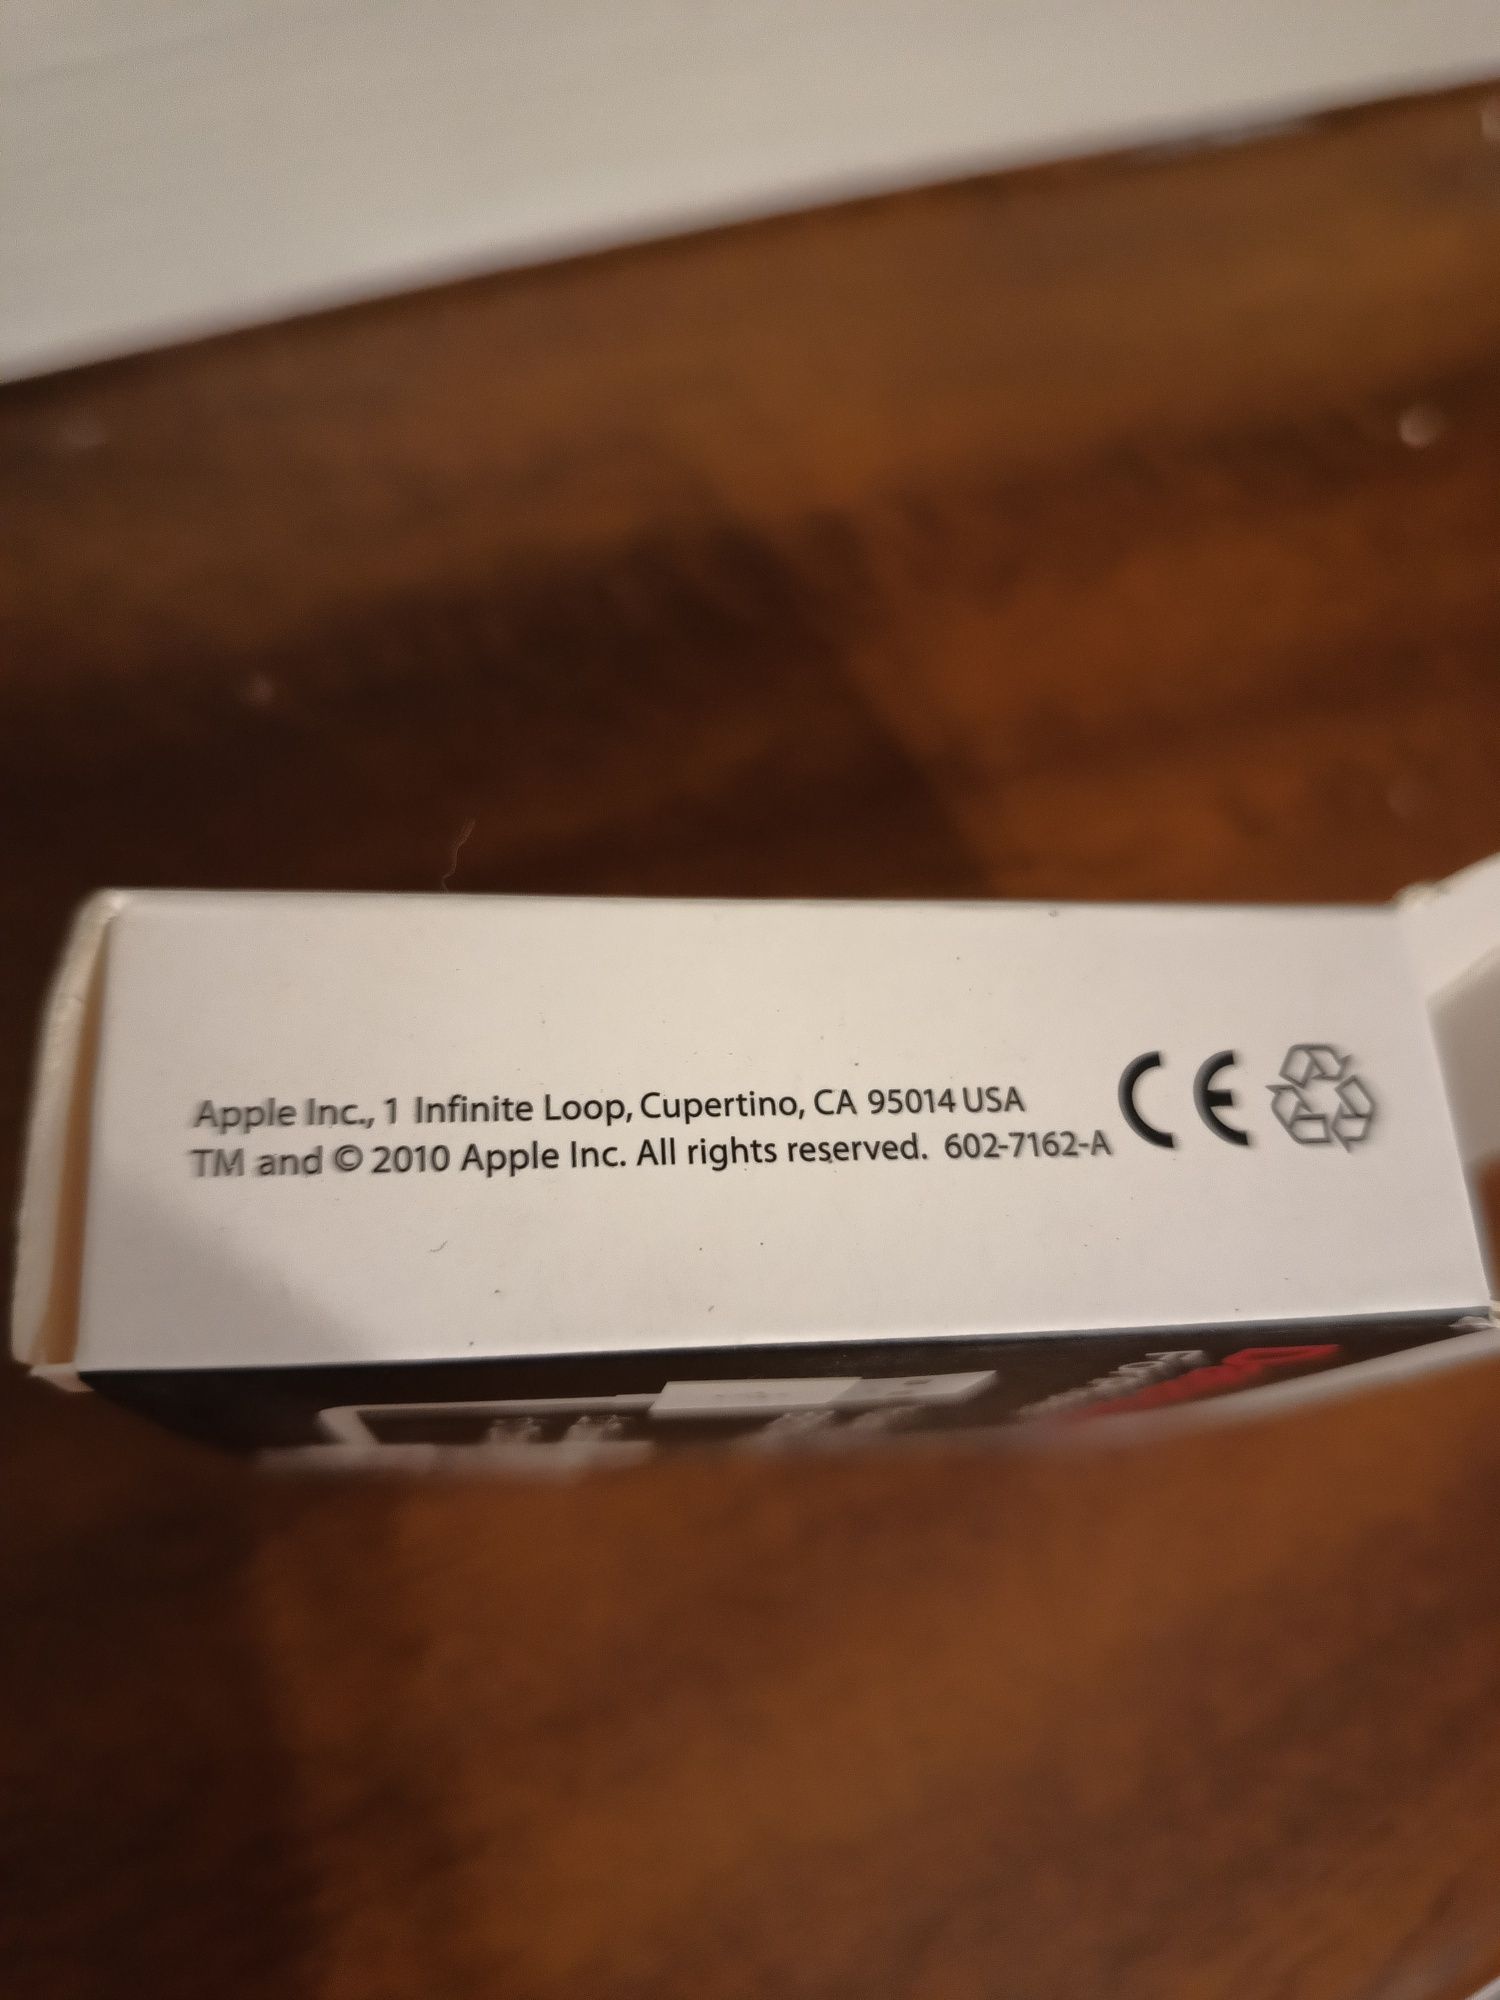 Apple Inc., 1 Infinite Loop, Cupertino, CA 95014 USA
TM and © 2010 Apple Inc. All rights reserved. 602-7162-A
CE